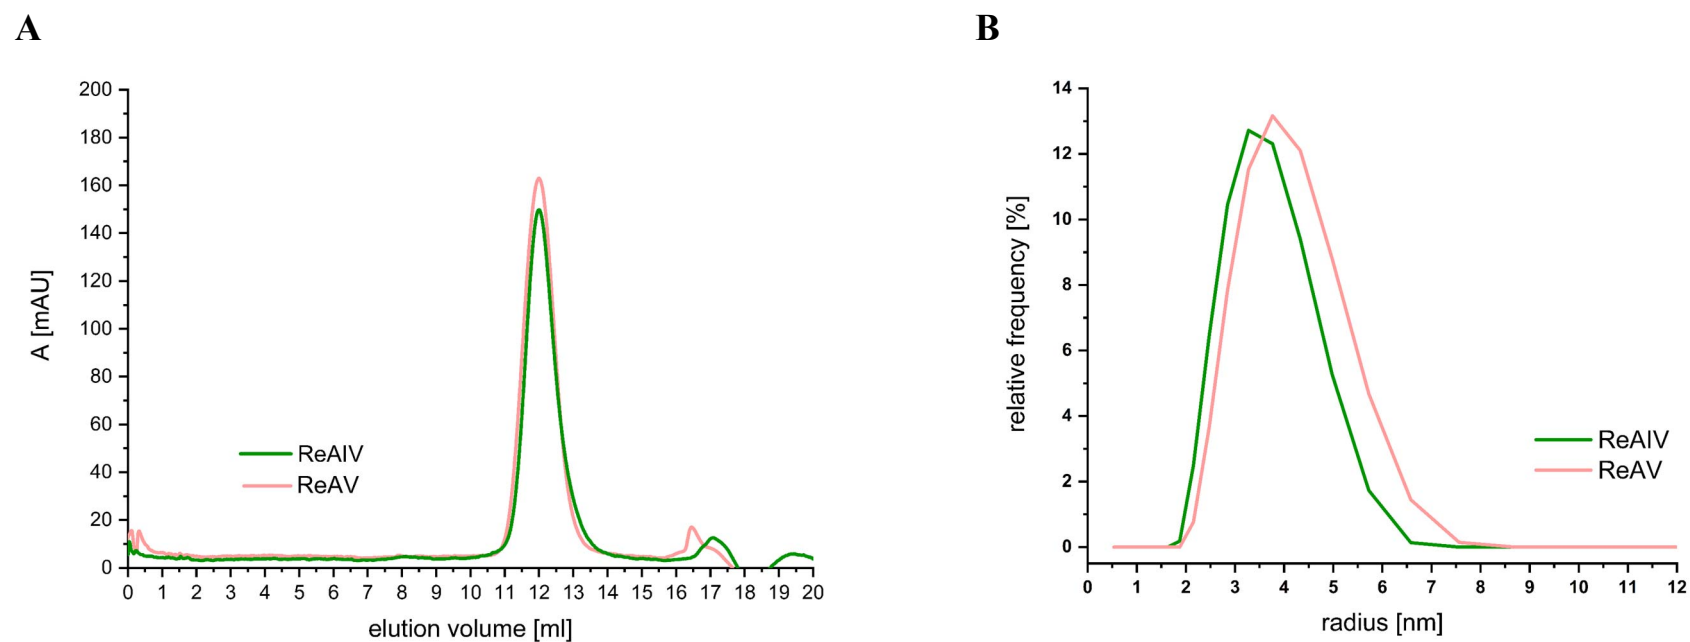 A
200
180
160
140
120
100
80
60
40
20
0
A [mAU]
ReAIV
ReAV
0 1 2 3 4 5 6 7 8 9 10 11 12 13 14 15 16 17 18 19 20
elution volume [ml]
B
14
12
10
8
6
4
2
0
relative frequency [%]
ReAIV
ReAV
0 1 2 3 4 5 6 7 8 9 10 11 12
radius [nm]